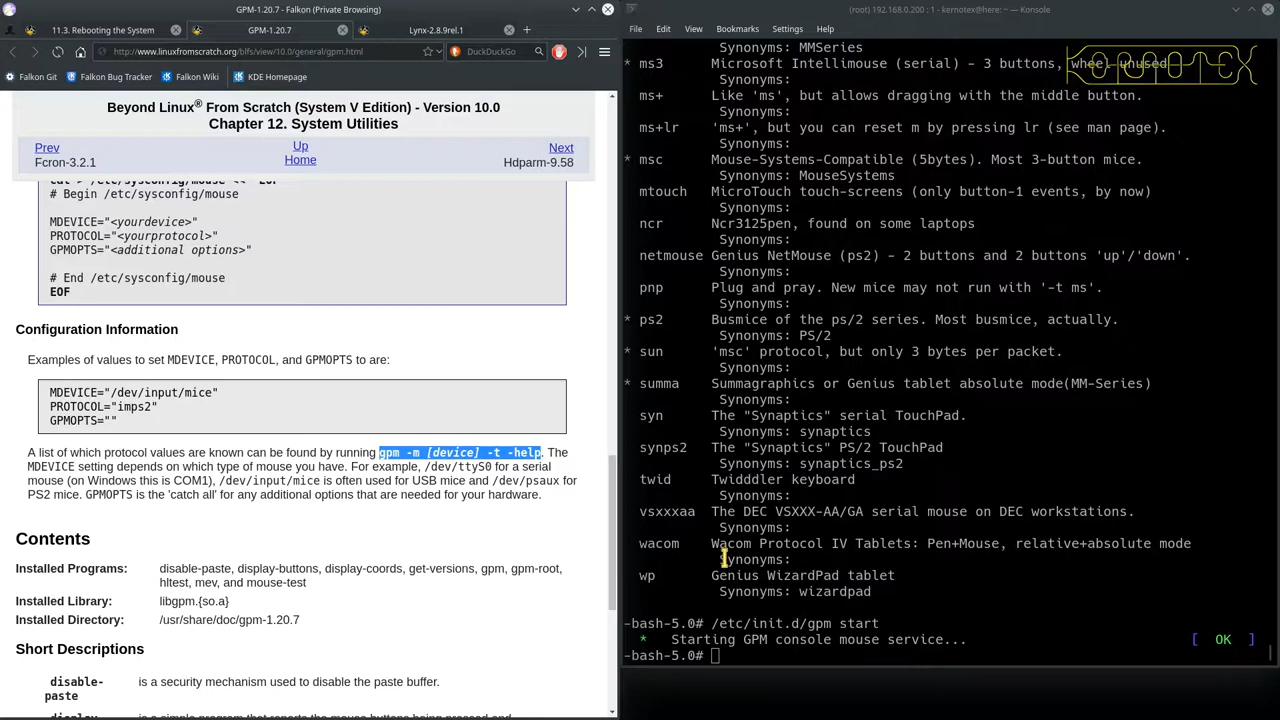 GPM-1.20.7 - Falkon (Private Browsing)
11.3. Rebooting the System
GPM-1.20.7
Lynx-2.8.9rel.1
http://www.linuxfromscratch.org/blfs/view/10.0/general/gpm.html
DuckDuckGo
Falkon Git
Falkon Bug Tracker
Falkon Wiki
KDE Homepage
Beyond Linux® From Scratch (System V Edition) - Version 10.0
Chapter 12. System Utilities
Prev
Up
Next
Fcron-3.2.1
Home
Hdparm-9.58
cat > /etc/sysconfig/mouse << "EOF"
# Begin /etc/sysconfig/mouse
MDEVICE="<yourdevice>"
PROTOCOL="<yourprotocol>"
GPMOPTS="<additional options>"
# End /etc/sysconfig/mouse
EOF
Configuration Information
Examples of values to set MDEVICE, PROTOCOL, and GPMOPTS to are:
MDEVICE="/dev/input/mice"
PROTOCOL="imps2"
GPMOPTS=""
A list of which protocol values are known can be found by running gpm -m [device] -t -help. The
MDEVICE setting depends on which type of mouse you have. For example, /dev/ttyS0 for a serial
mouse (on Windows this is COM1), /dev/input/mice is often used for USB mice and /dev/psaux for
PS2 mice. GPMOPTS is the 'catch all' for any additional options that are needed for your hardware.
Contents
Installed Programs: disable-paste, display-buttons, display-coords, get-versions, gpm, gpm-root,
hltest, mev, and mouse-test
Installed Library: libgpm.{so.a}
Installed Directory: /usr/share/doc/gpm-1.20.7
Short Descriptions
disable-
paste
is a security mechanism used to disable the paste buffer.
(root) 192.168.0.200 : 1 - kernotex@here: ~ — Konsole
File Edit View Bookmarks Settings Help
KERNOTEX
Synonyms: MMSeries
* ms3 Microsoft Intellimouse (serial) - 3 buttons, wheel unused
Synonyms:
ms+ Like 'ms', but allows dragging with the middle button.
Synonyms:
ms+lr 'ms+', but you can reset m by pressing lr (see man page).
Synonyms:
* msc Mouse-Systems-Compatible (5bytes). Most 3-button mice.
Synonyms: MouseSystems
mtouch MicroTouch touch-screens (only button-1 events, by now)
Synonyms:
ncr Ncr3125pen, found on some laptops
Synonyms:
netmouse Genius NetMouse (ps2) - 2 buttons and 2 buttons 'up'/'down'.
Synonyms:
pnp Plug and pray. New mice may not run with '-t ms'.
Synonyms:
* ps2 Busmice of the ps/2 series. Most busmice, actually.
Synonyms: PS/2
* sun 'msc' protocol, but only 3 bytes per packet.
Synonyms:
* summa Summagraphics or Genius tablet absolute mode(MM-Series)
Synonyms:
syn The "Synaptics" serial TouchPad.
Synonyms: synaptics
synps2 The "Synaptics" PS/2 TouchPad
Synonyms: synaptics_ps2
twid Twidddler keyboard
Synonyms:
vsxxxaa The DEC VSXXX-AA/GA serial mouse on DEC workstations.
Synonyms:
wacom Wacom Protocol IV Tablets: Pen+Mouse, relative+absolute mode
Synonyms:
wp Genius WizardPad tablet
Synonyms: wizardpad
-bash-5.0# /etc/init.d/gpm start
* Starting GPM console mouse service... [ OK ]
-bash-5.0#